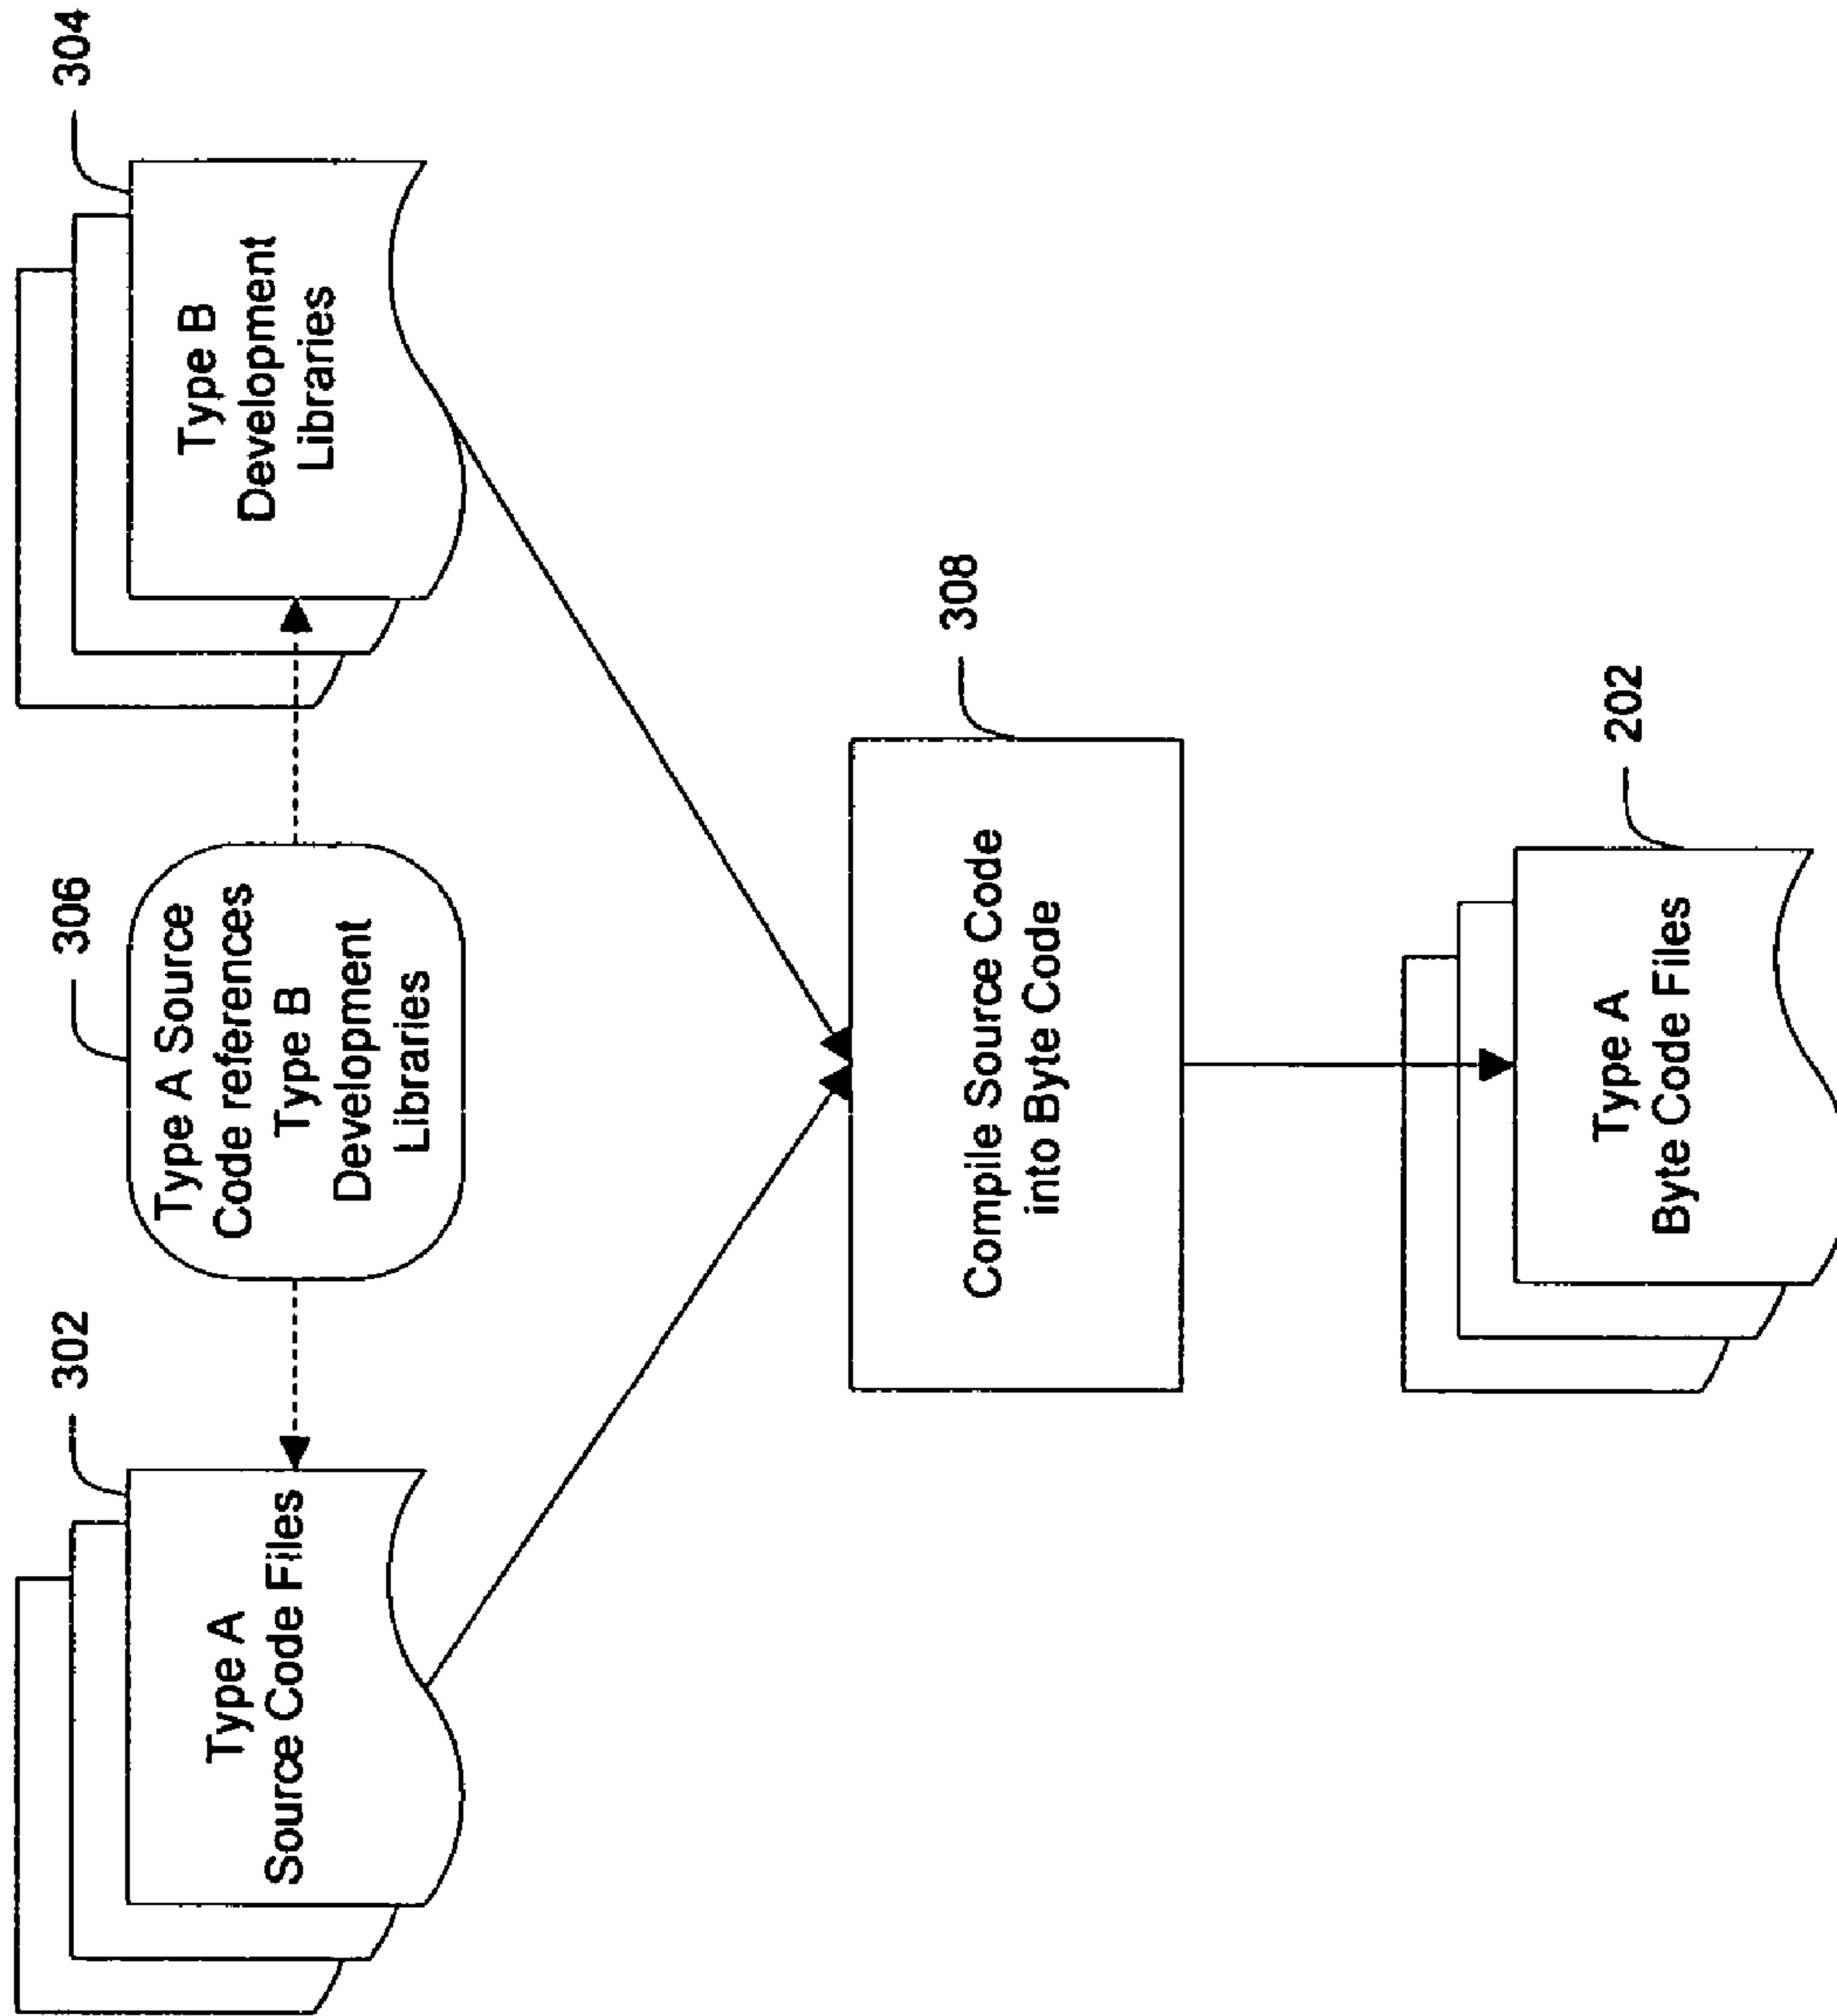 302
Type A
Source Code Files
306
Type A Source
Code references
Type B
Development
Libraries
304
Type B
Development
Libraries
308
Compile Source Code
into Byte Code
202
Type A
Byte Code Files